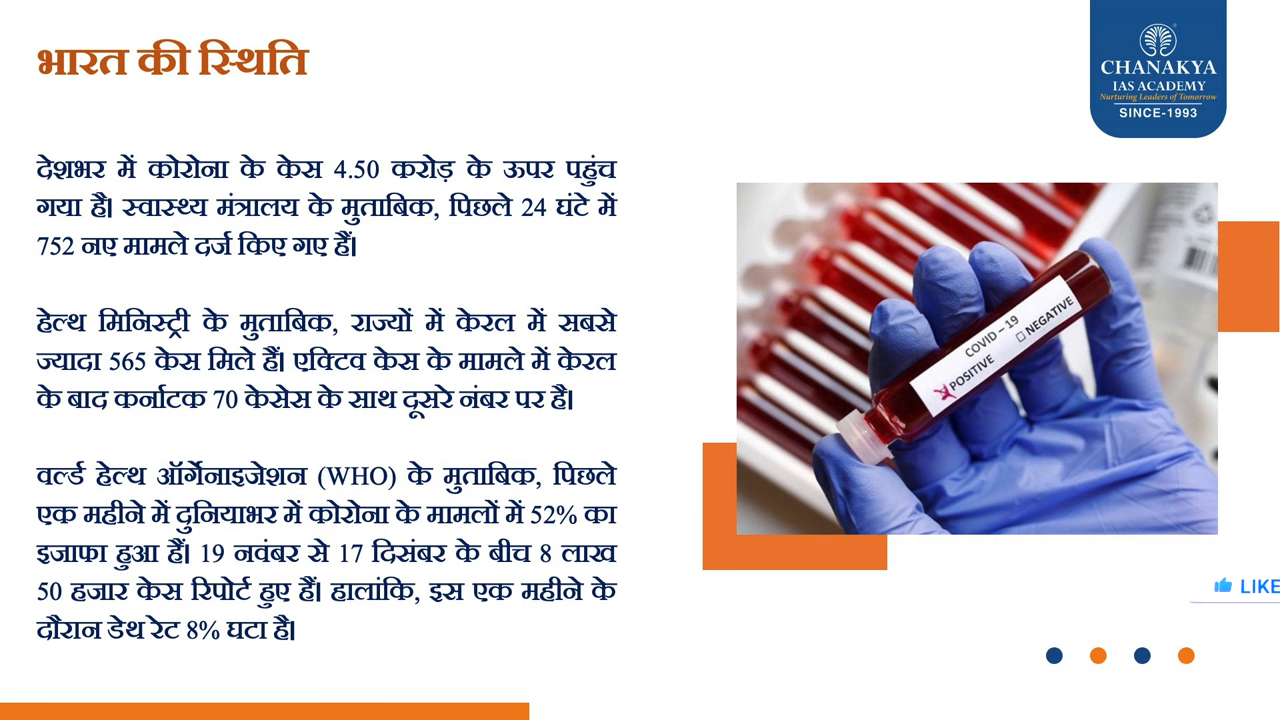 भारत की स्थिति
CHANAKYA
IAS ACADEMY
Nurturing Leaders of Tomorrow
SINCE-1993
देशभर में कोरोना के केस 4.50 करोड़ के ऊपर पहुंच
गया है। स्वास्थ्य मंत्रालय के मुताबिक, पिछले 24 घंटे में
752 नए मामले दर्ज किए गए हैं।
हेल्थ मिनिस्ट्री के मुताबिक, राज्यों में केरल में सबसे
ज्यादा 565 केस मिले हैं। एक्टिव केस के मामले में केरल
के बाद कर्नाटक 70 केसेस के साथ दूसरे नंबर पर है।
वर्ल्ड हेल्थ ऑर्गेनाइजेशन (WHO) के मुताबिक, पिछले
एक महीने में दुनियाभर में कोरोना के मामलों में 52% का
इजाफा हुआ हैं। 19 नवंबर से 17 दिसंबर के बीच 8 लाख
50 हजार केस रिपोर्ट हुए हैं। हालांकि, इस एक महीने के
दौरान डेथ रेट 8% घटा है।
COVID – 19
POSITIVE
NEGATIVE
LIKE